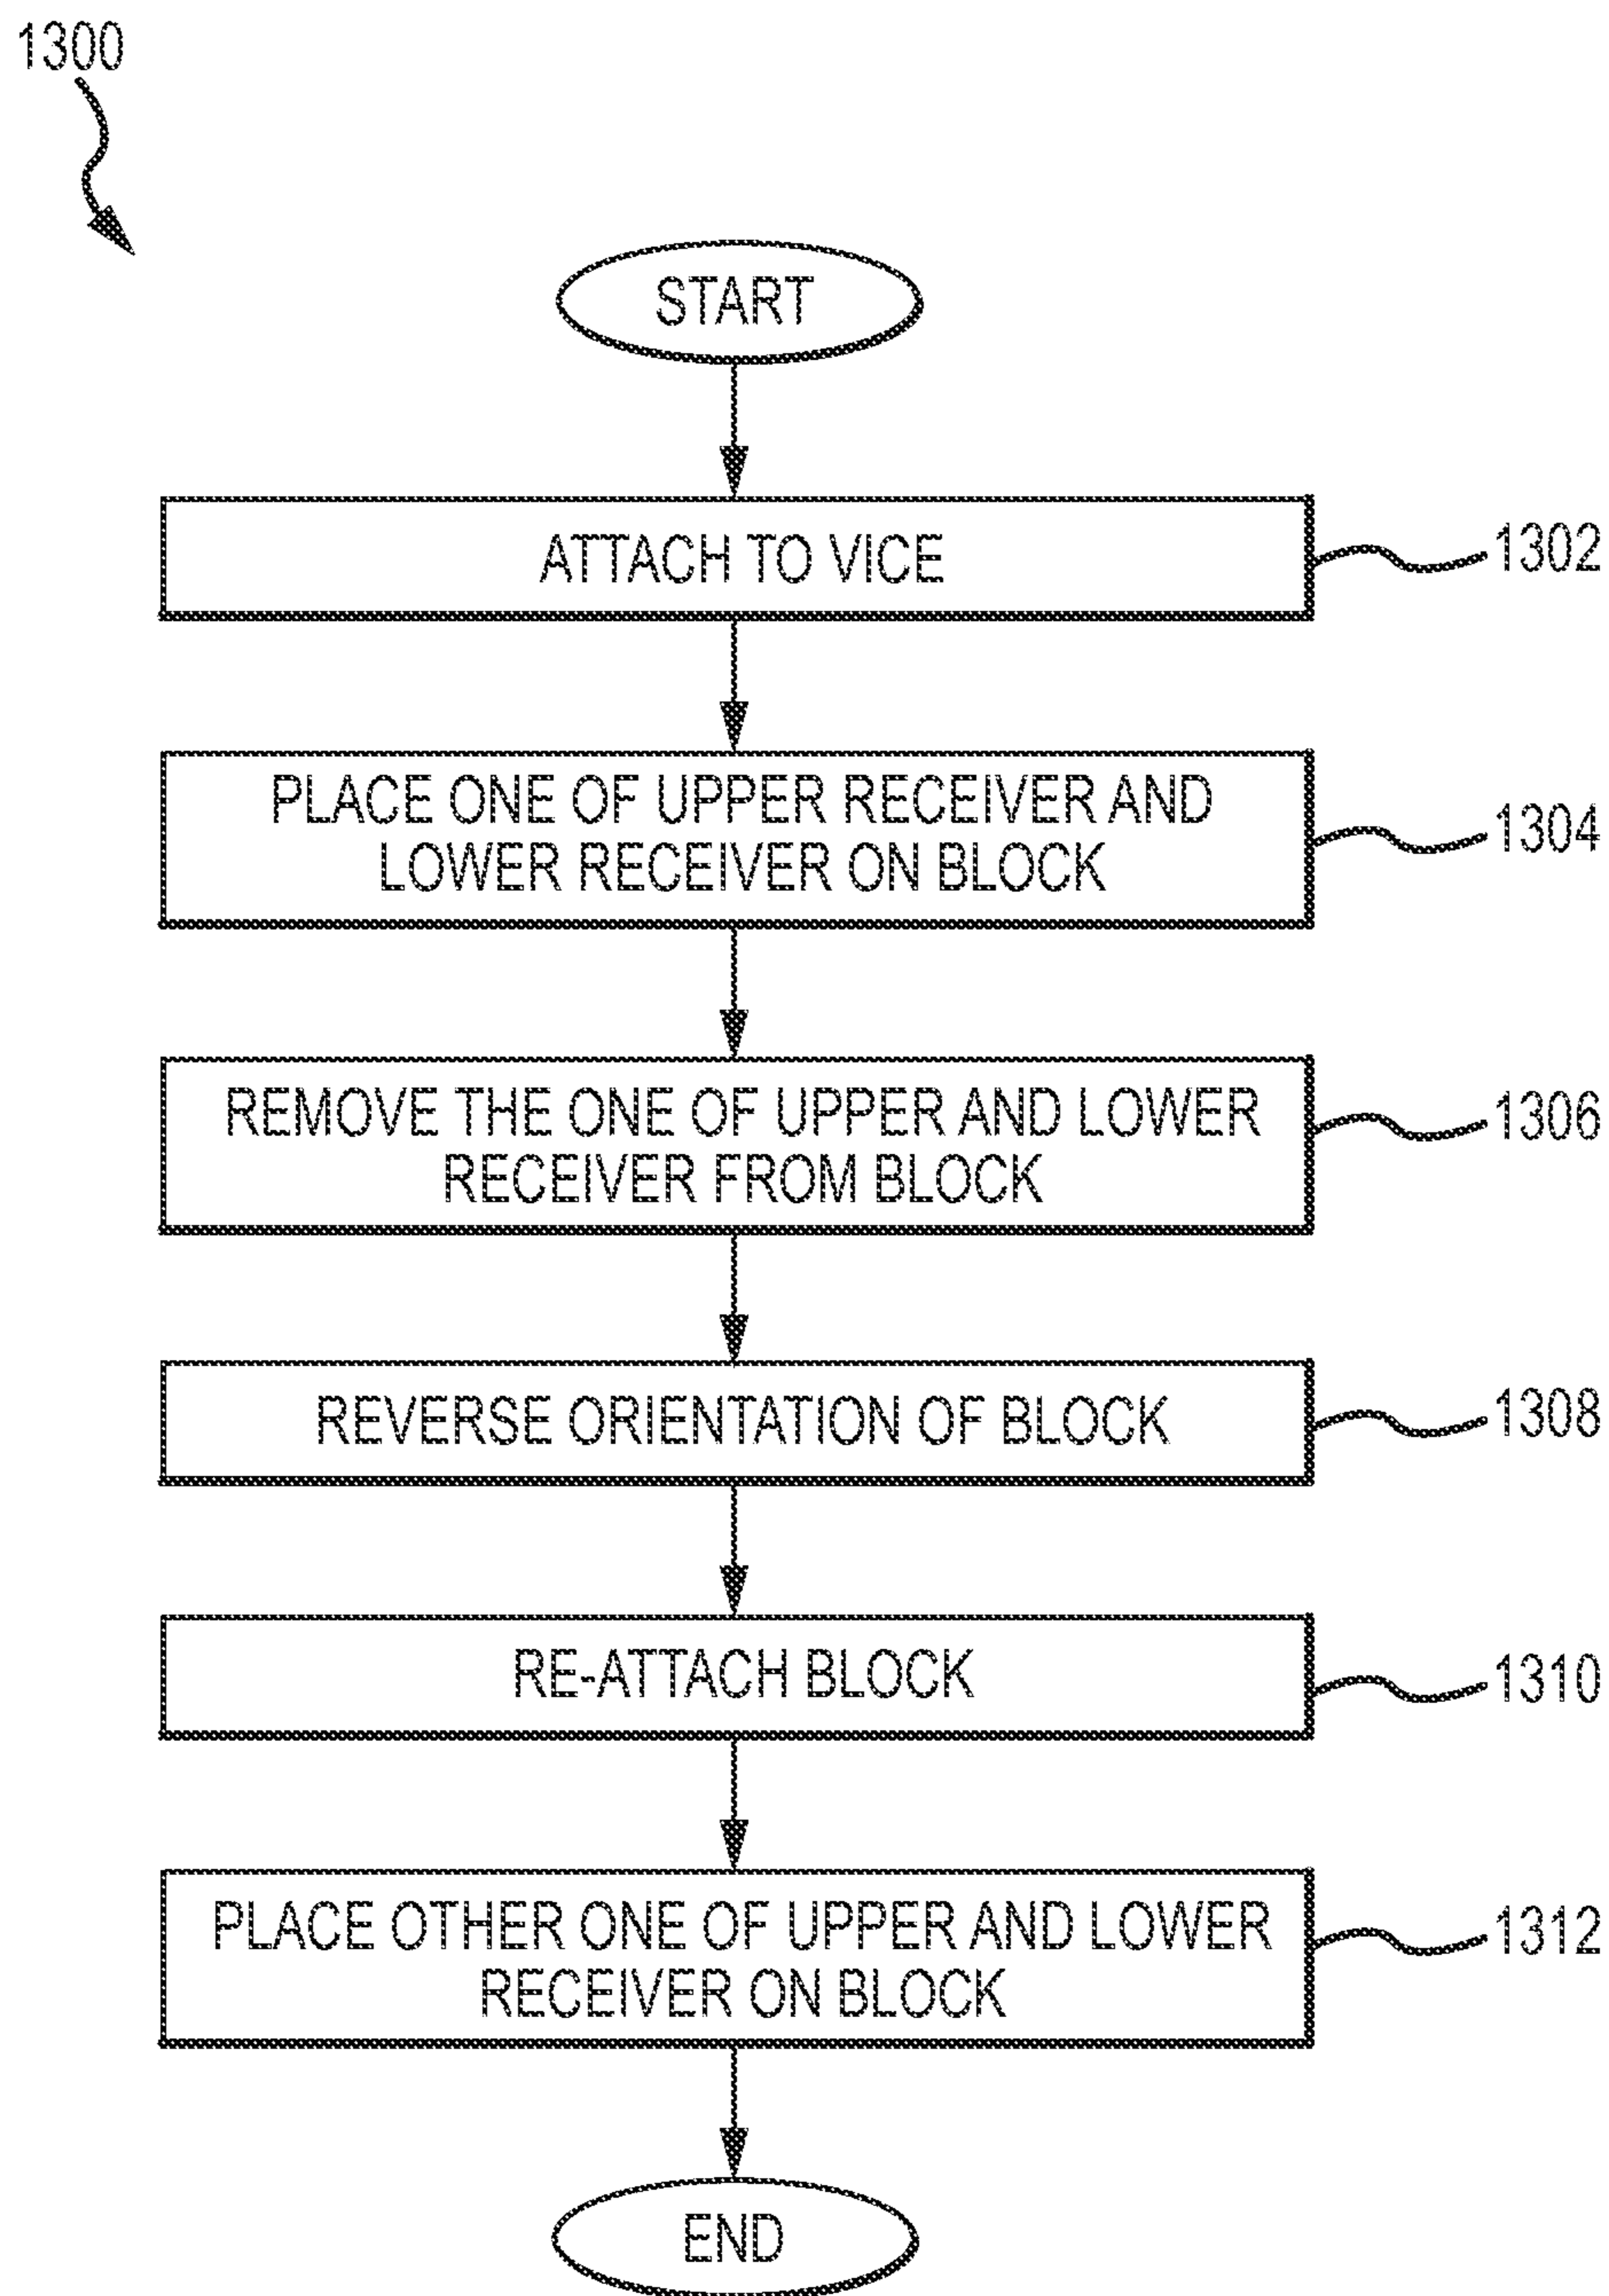 1300
START
ATTACH TO VICE
1302
PLACE ONE OF UPPER RECEIVER AND
LOWER RECEIVER ON BLOCK
1304
REMOVE THE ONE OF UPPER AND LOWER
RECEIVER FROM BLOCK
1306
REVERSE ORIENTATION OF BLOCK
1308
RE-ATTACH BLOCK
1310
PLACE OTHER ONE OF UPPER AND LOWER
RECEIVER ON BLOCK
1312
END